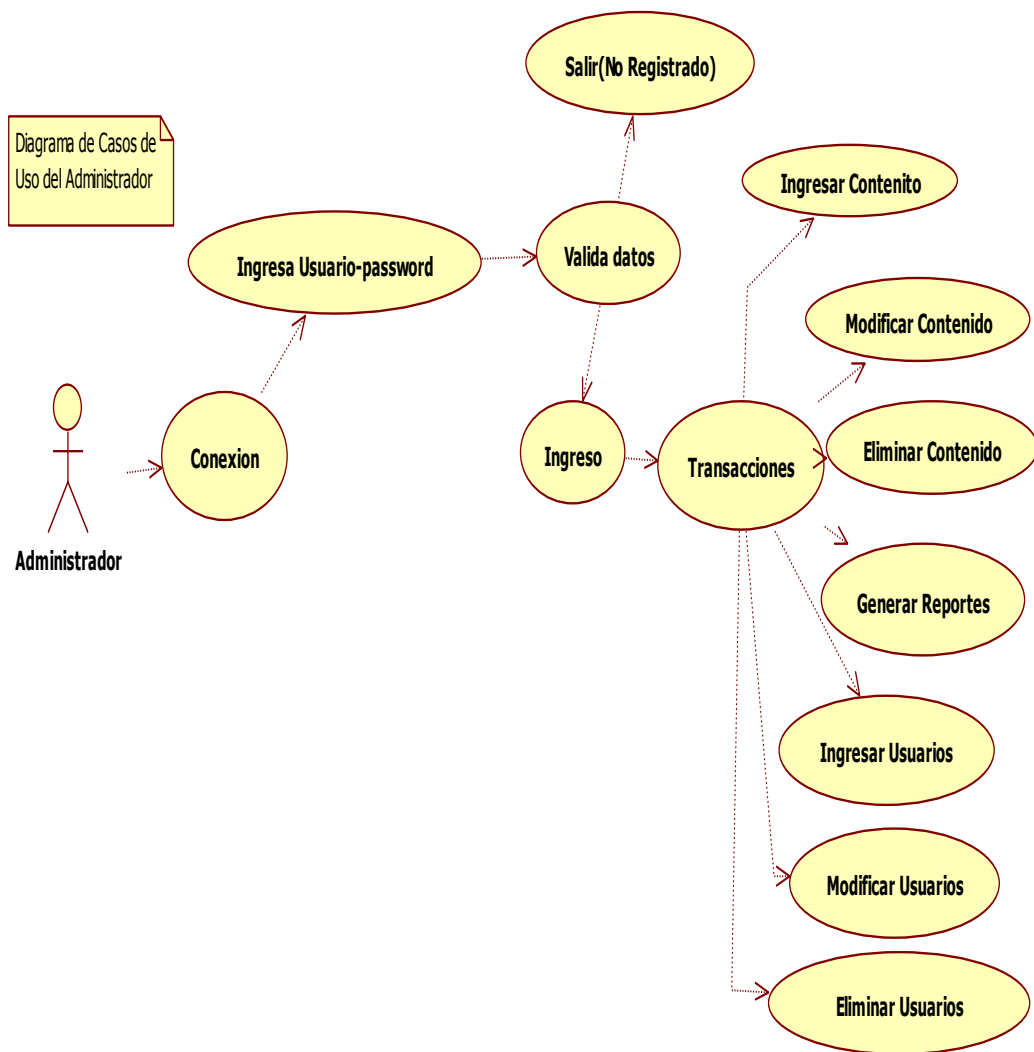 Salir(No Registrado)
Diagrama de Casos de
Uso del Administrador
Ingresar Contenito
Ingresa Usuario-password
Valida datos
Modificar Contenido
Conexion
Ingreso
Transacciones
Eliminar Contenido
Administrador
Generar Reportes
Ingresar Usuarios
Modificar Usuarios
Eliminar Usuarios